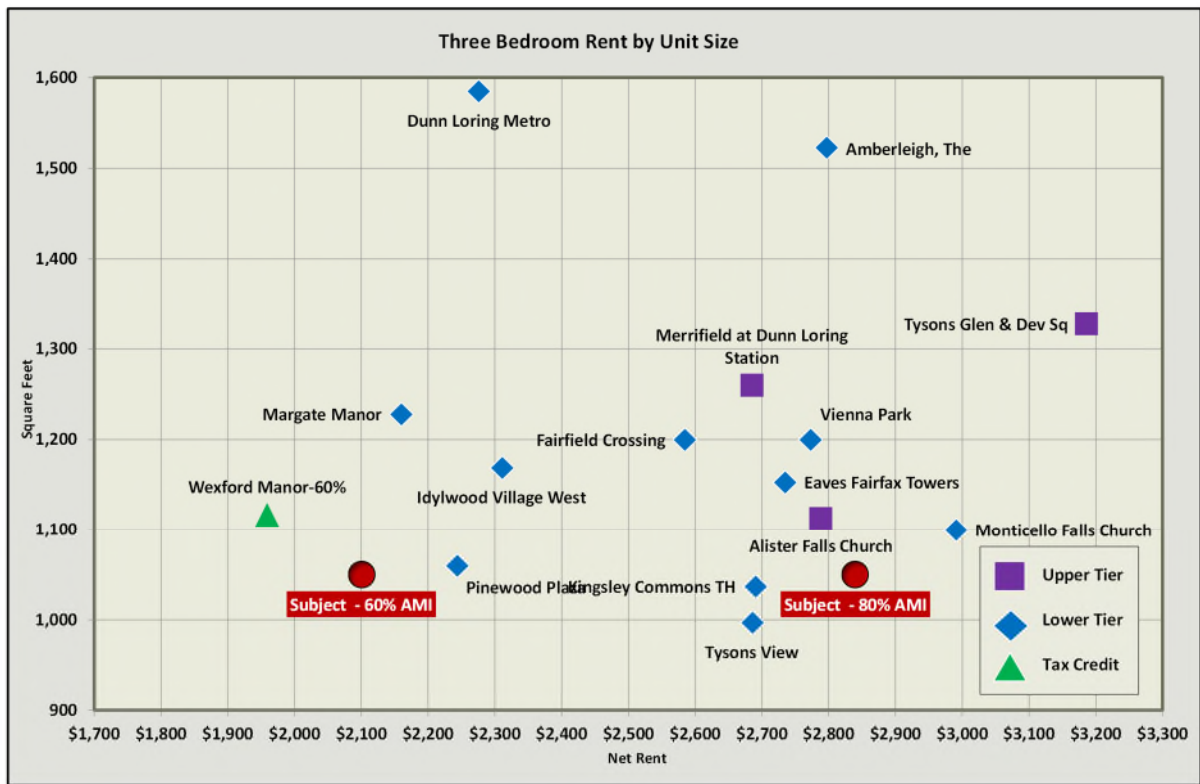 Three Bedroom Rent by Unit Size
1,600
Dunn Loring Metro
Amberleigh, The
1,500
1,400
Tysons Glen & Dev Sq
Merrifield at Dunn Loring
Station
1,300
Square Feet
Margate Manor
Vienna Park
Fairfield Crossing
1,200
Wexford Manor-60%
Idylwood Village West
Eaves Fairfax Towers
Monticello Falls Church
1,100
Alister Falls Church
Pinewood Plaza
Kingsley Commons TH
Subject - 60% AMI
Subject - 80% AMI
1,000
Tysons View
Upper Tier
Lower Tier
Tax Credit
900
$1,700 $1,800 $1,900 $2,000 $2,100 $2,200 $2,300 $2,400 $2,500 $2,600 $2,700 $2,800 $2,900 $3,000 $3,100 $3,200 $3,300
Net Rent